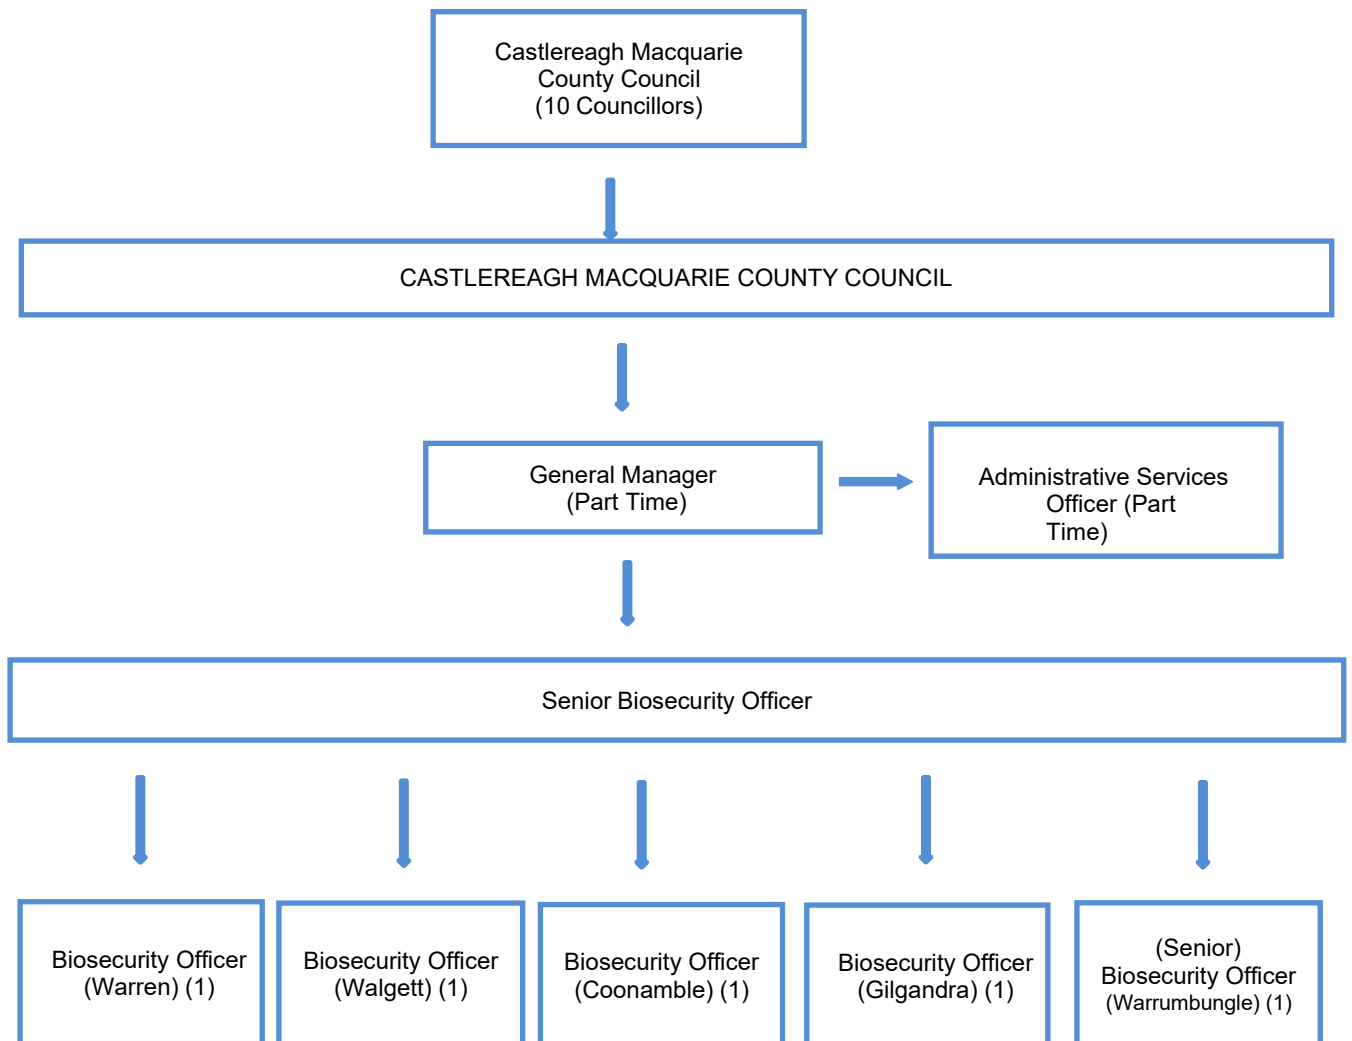 Castlereagh Macquarie
County Council
(10 Councillors)
CASTLEREAGH MACQUARIE COUNTY COUNCIL
General Manager
(Part Time)
Administrative Services
Officer (Part
Time)
Senior Biosecurity Officer
Biosecurity Officer
(Warren) (1)
Biosecurity Officer
(Walgett) (1)
Biosecurity Officer
(Coonamble) (1)
Biosecurity Officer
(Gilgandra) (1)
(Senior)
Biosecurity Officer
(Warrumbungle) (1)